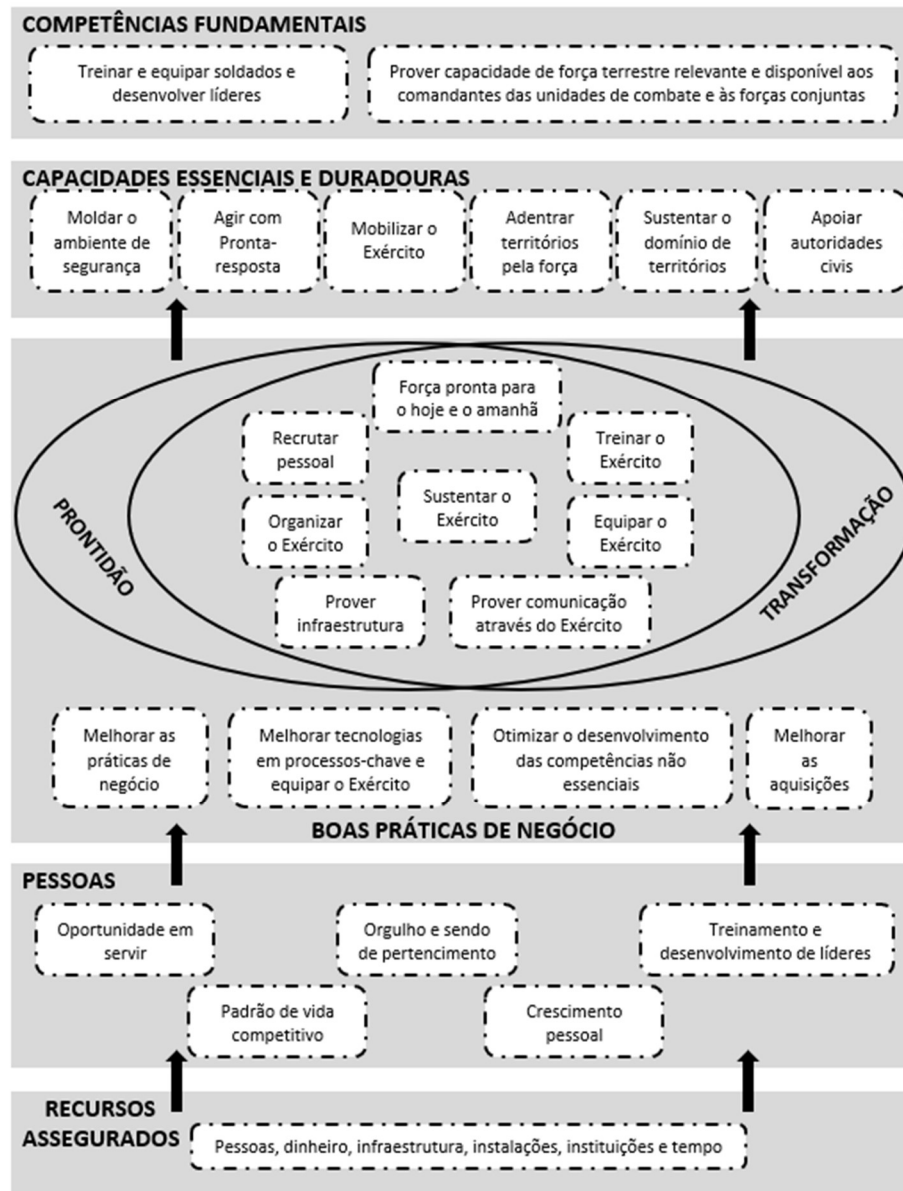 COMPETÊNCIAS FUNDAMENTAIS
Treinar e equipar soldados e
desenvolver líderes
Prover capacidade de força terrestre relevante e disponível aos
comandantes das unidades de combate e às forças conjuntas
CAPACIDADES ESSENCIAIS E DURADOURAS
Moldar o
ambiente de
segurança
Agir com
Pronta-
resposta
Mobilizar o
Exército
Adentrar
territórios
pela força
Sustentar o
domínio de
territórios
Apoiar
autoridades
civis
Força pronta para
o hoje e o amanhã
Recrutar
pessoal
Treinar o
Exército
Sustentar o
Exército
Organizar
o Exército
Equipar o
Exército
Prover
infraestrutura
Prover comunicação
através do Exército
PRONTIDÃO
TRANSFORMAÇÃO
Melhorar as
práticas de
negócio
Melhorar tecnologias
em processos-chave e
equipar o Exército
Otimizar o desenvolvimento
das competências não
essenciais
Melhorar
as
aquisições
BOAS PRÁTICAS DE NEGÓCIO
PESSOAS
Oportunidade em
servir
Orgulho e sendo
de pertencimento
Treinamento e
desenvolvimento de líderes
Padrão de vida
competitivo
Crescimento
pessoal
RECURSOS
ASSEGURADOS
Pessoas, dinheiro, infraestrutura, instalações, instituições e tempo